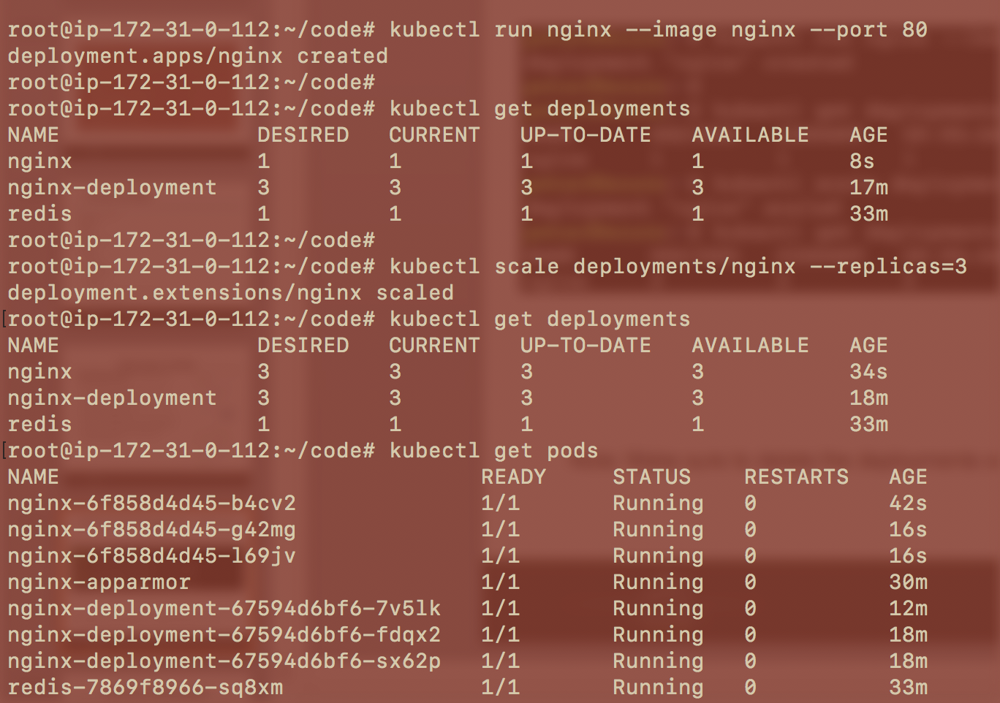 root@ip-172-31-0-112:~/code# kubectl run nginx --image nginx --port 80
deployment.apps/nginx created
root@ip-172-31-0-112:~/code#
root@ip-172-31-0-112:~/code# kubectl get deployments
NAME DESIRED CURRENT UP-TO-DATE AVAILABLE AGE
nginx 1 1 1 1 8s
nginx-deployment 3 3 3 3 17m
redis 1 1 1 1 33m
root@ip-172-31-0-112:~/code#
root@ip-172-31-0-112:~/code# kubectl scale deployments/nginx --replicas=3
deployment.extensions/nginx scaled
[root@ip-172-31-0-112:~/code# kubectl get deployments
NAME DESIRED CURRENT UP-TO-DATE AVAILABLE AGE
nginx 3 3 3 3 34s
nginx-deployment 3 3 3 3 18m
redis 1 1 1 1 33m
[root@ip-172-31-0-112:~/code# kubectl get pods
NAME READY STATUS RESTARTS AGE
nginx-6f858d4d45-b4cv2 1/1 Running 0 42s
nginx-6f858d4d45-g42mg 1/1 Running 0 16s
nginx-6f858d4d45-l69jv 1/1 Running 0 16s
nginx-apparmor 1/1 Running 0 30m
nginx-deployment-67594d6bf6-7v5lk 1/1 Running 0 12m
nginx-deployment-67594d6bf6-fdqx2 1/1 Running 0 18m
nginx-deployment-67594d6bf6-sx62p 1/1 Running 0 18m
redis-7869f8966-sq8xm 1/1 Running 0 33m